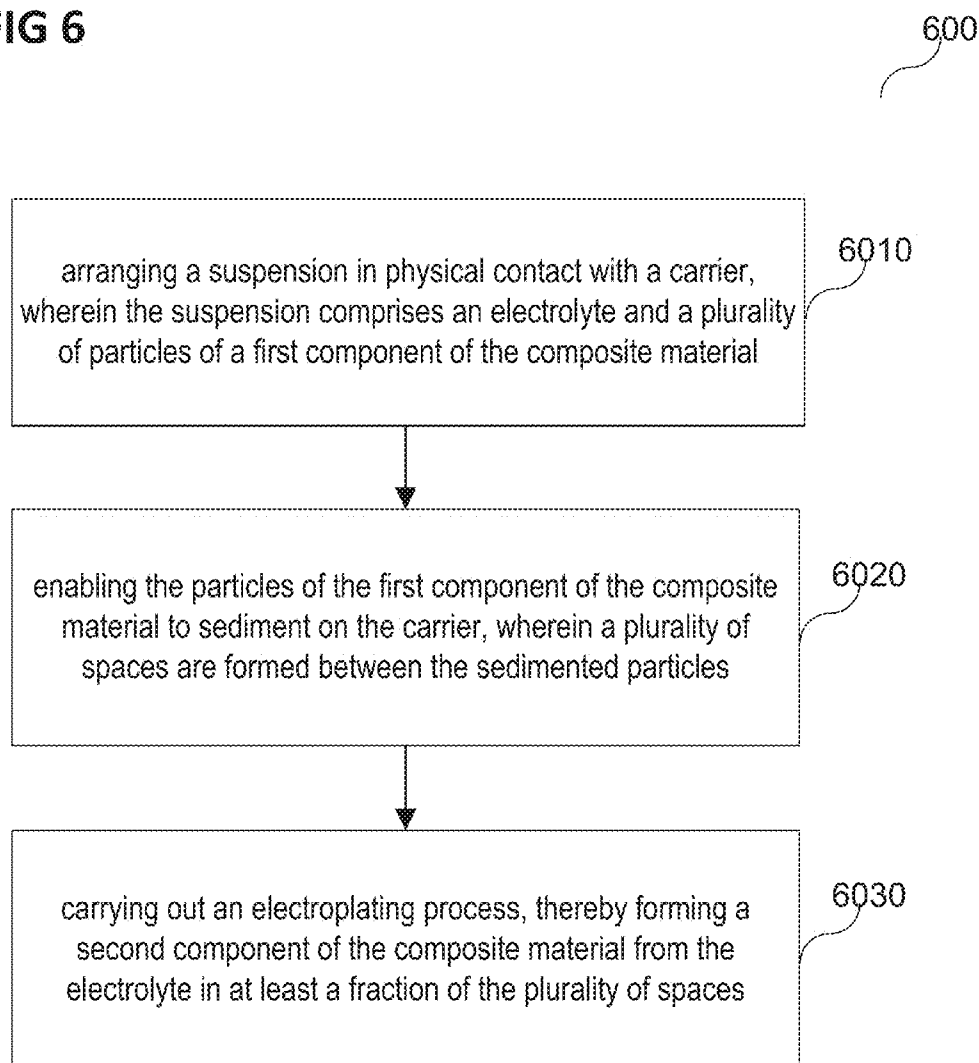 FIG 6
600
arranging a suspension in physical contact with a carrier,
wherein the suspension comprises an electrolyte and a plurality
of particles of a first component of the composite material
6010
enabling the particles of the first component of the composite
material to sediment on the carrier, wherein a plurality of
spaces are formed between the sedimented particles
6020
carrying out an electroplating process, thereby forming a
second component of the composite material from the
electrolyte in at least a fraction of the plurality of spaces
6030